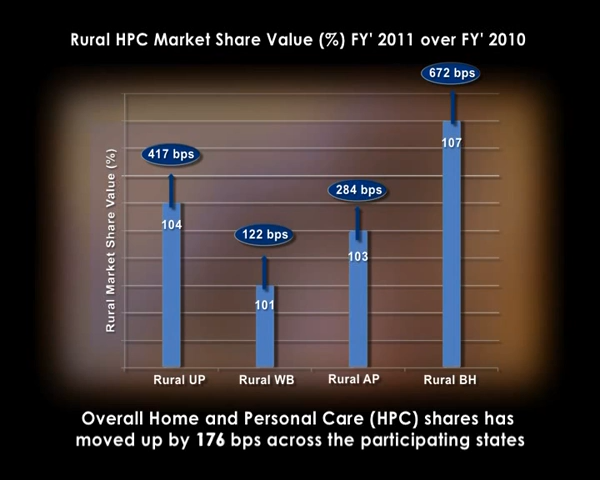 Rural HPC Market Share Value (%) FY' 2011 over FY' 2010
672 bps
107
417 bps
104
284 bps
103
122 bps
101
Rural Market Share Value (%)
Rural UP
Rural WB
Rural AP
Rural BH
Overall Home and Personal Care (HPC) shares has
moved up by 176 bps across the participating states